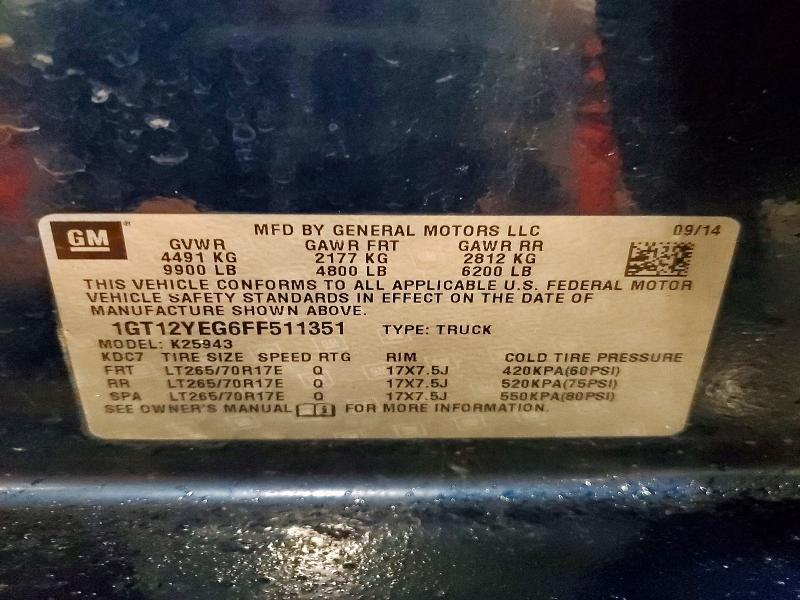 GM
MFD BY GENERAL MOTORS LLC 09/14
GVWR GAWR FRT GAWR RR
4491 KG 2177 KG 2812 KG
9900 LB 4800 LB 6200 LB
THIS VEHICLE CONFORMS TO ALL APPLICABLE U.S. FEDERAL MOTOR
VEHICLE SAFETY STANDARDS IN EFFECT ON THE DATE OF
MANUFACTURE SHOWN ABOVE.
1GT12YEG6FF511351 TYPE: TRUCK
MODEL: K25943
KDC7 TIRE SIZE SPEED RTG RIM COLD TIRE PRESSURE
FRT LT265/70R17E Q 17X7.5J 420KPA(60PSI)
RR LT265/70R17E Q 17X7.5J 520KPA(75PSI)
SPA LT265/70R17E Q 17X7.5J 550KPA(80PSI)
SEE OWNER'S MANUAL FOR MORE INFORMATION.